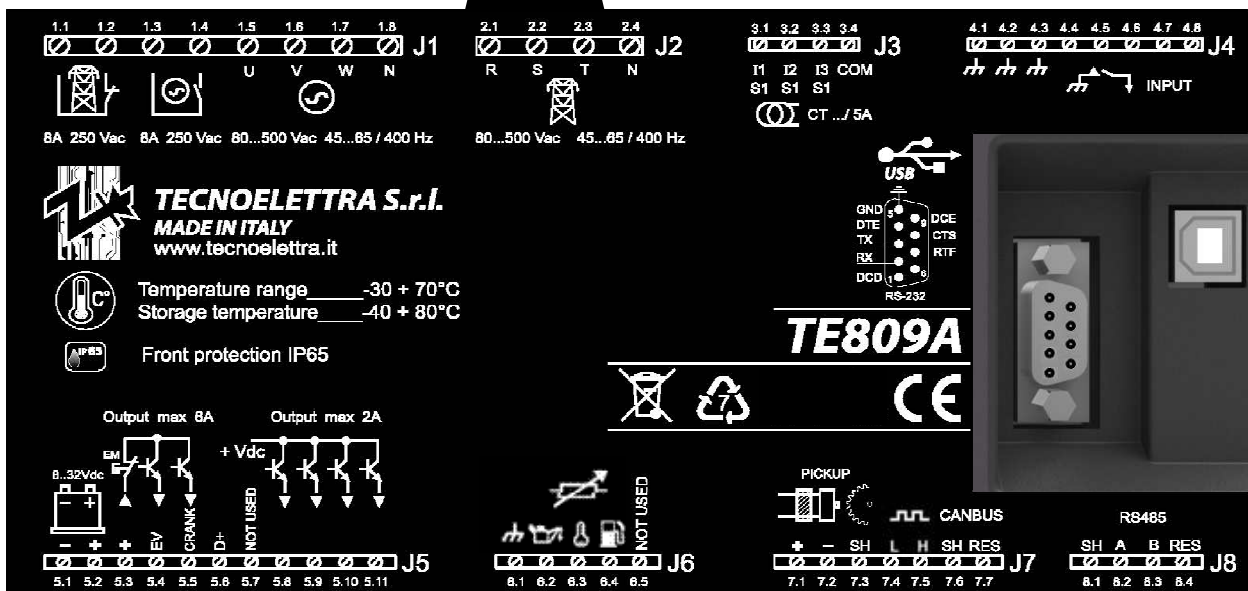 1.1 1.2 1.3 1.4 1.5 1.6 1.7 1.8 J1
U V W N
8A 250 Vac 8A 250 Vac 80...500 Vac 45...65 / 400 Hz
2.1 2.2 2.3 2.4 J2
R S T N
80...500 Vac 45...65 / 400 Hz
3.1 3.2 3.3 3.4 J3
I1 I2 I3 COM
S1 S1 S1
CT .../ 5A
4.1 4.2 4.3 4.4 4.5 4.6 4.7 4.8 J4
INPUT
TECNOELETTRA S.r.l.
MADE IN ITALY
www.tecnoelettra.it
C°
Temperature range_____-30 + 70°C
Storage temperature____-40 + 80°C
IP65
Front protection IP65
USB
GND 5 9 DCE
DTE CTS
TX RTF
RX
DCD 1 6
RS-232
TE809A
7
CE
Output max 6A
Output max 2A
EM
+ Vdc
8..32Vdc
- +
- + + EV CRANK D+ NOT USED
J5
5.1 5.2 5.3 5.4 5.5 5.6 5.7 5.8 5.9 5.10 5.11
NOT USED
J6
6.1 6.2 6.3 6.4 6.5
PICKUP
CANBUS
+ - SH L H SH RES
J7
7.1 7.2 7.3 7.4 7.5 7.6 7.7
RS485
SH A B RES
J8
8.1 8.2 8.3 8.4